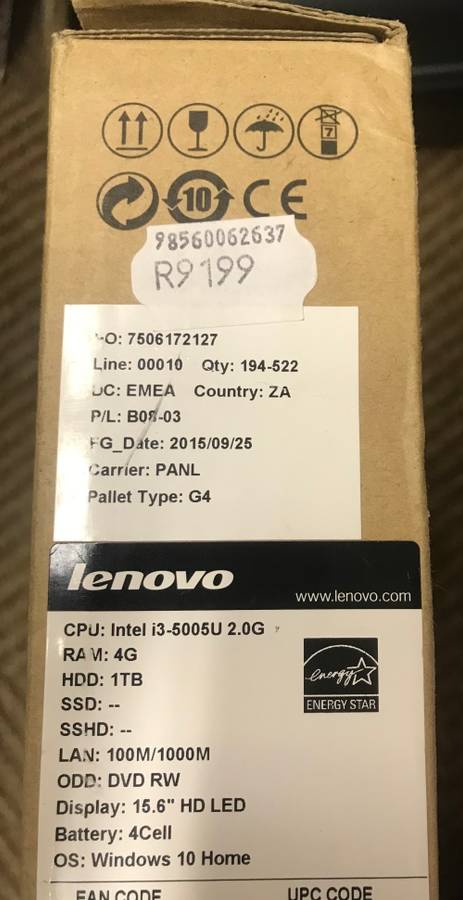 7
10
CE
98560062637
R9199
O: 7506172127
Line: 00010 Qty: 194-522
DC: EMEA Country: ZA
P/L: B08-03
FG_Date: 2015/09/25
Carrier: PANL
Pallet Type: G4
lenovo
www.lenovo.com
CPU: Intel i3-5005U 2.0G
RAM: 4G
HDD: 1TB
SSD: --
SSHD: --
LAN: 100M/1000M
ODD: DVD RW
Display: 15.6" HD LED
Battery: 4Cell
OS: Windows 10 Home
energy
ENERGY STAR
EAN CODE UPC CODE